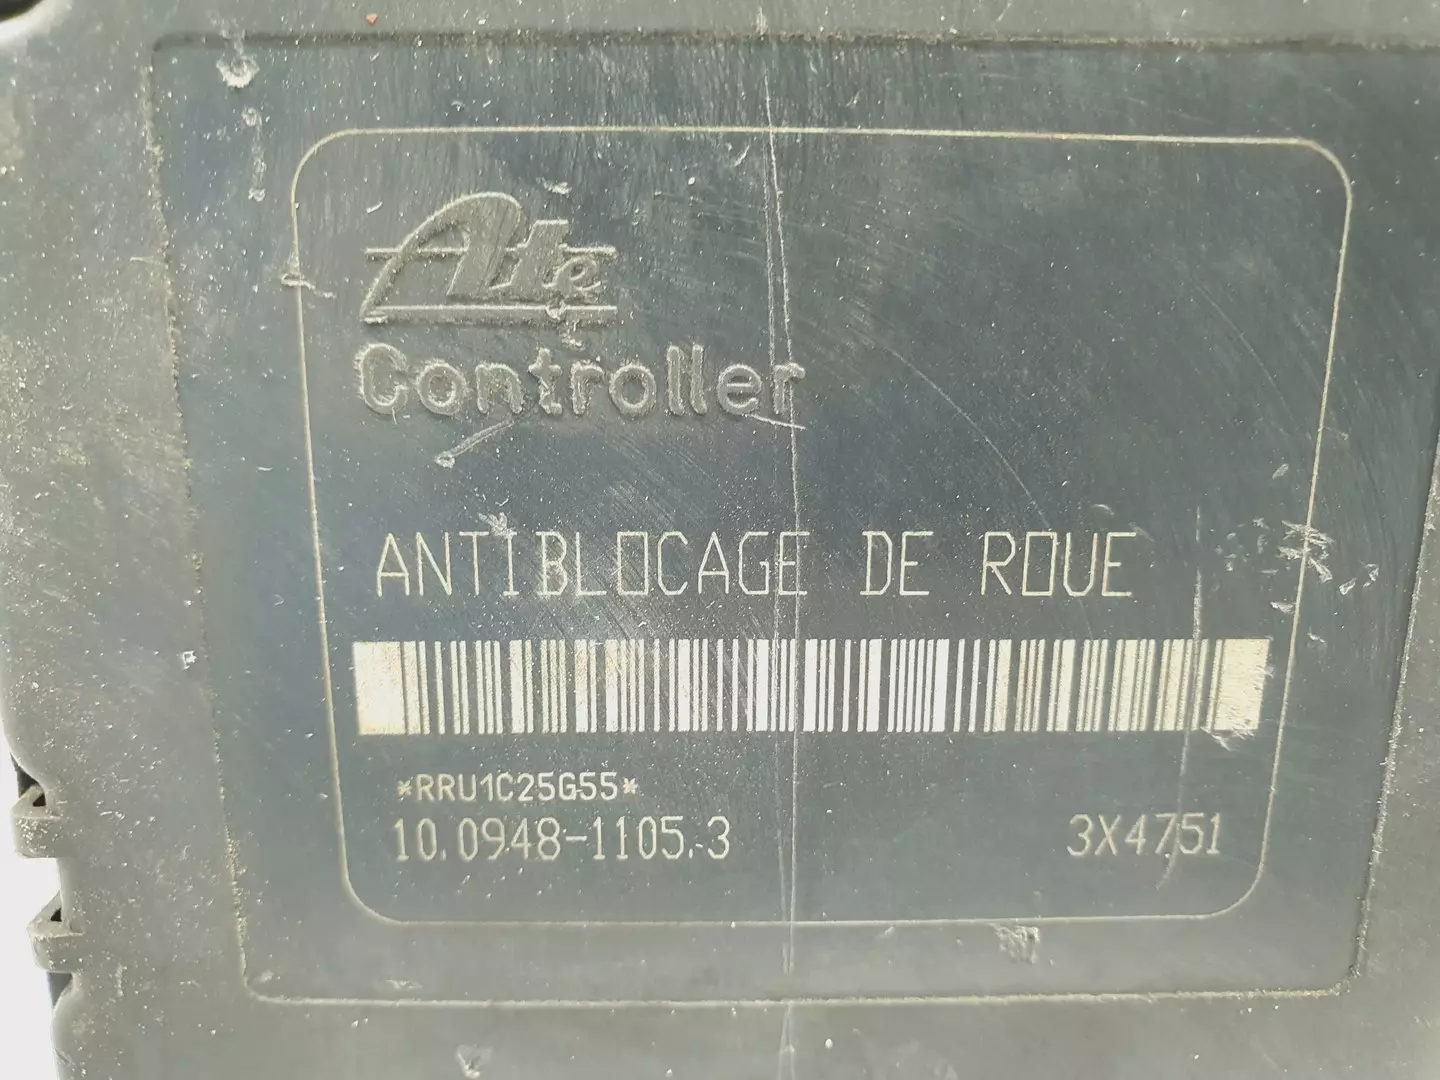 Ate
Controller
ANTIBLOCAGE DE ROUE
*RRU1C25G55*
10.0948-1105.3 3X4751